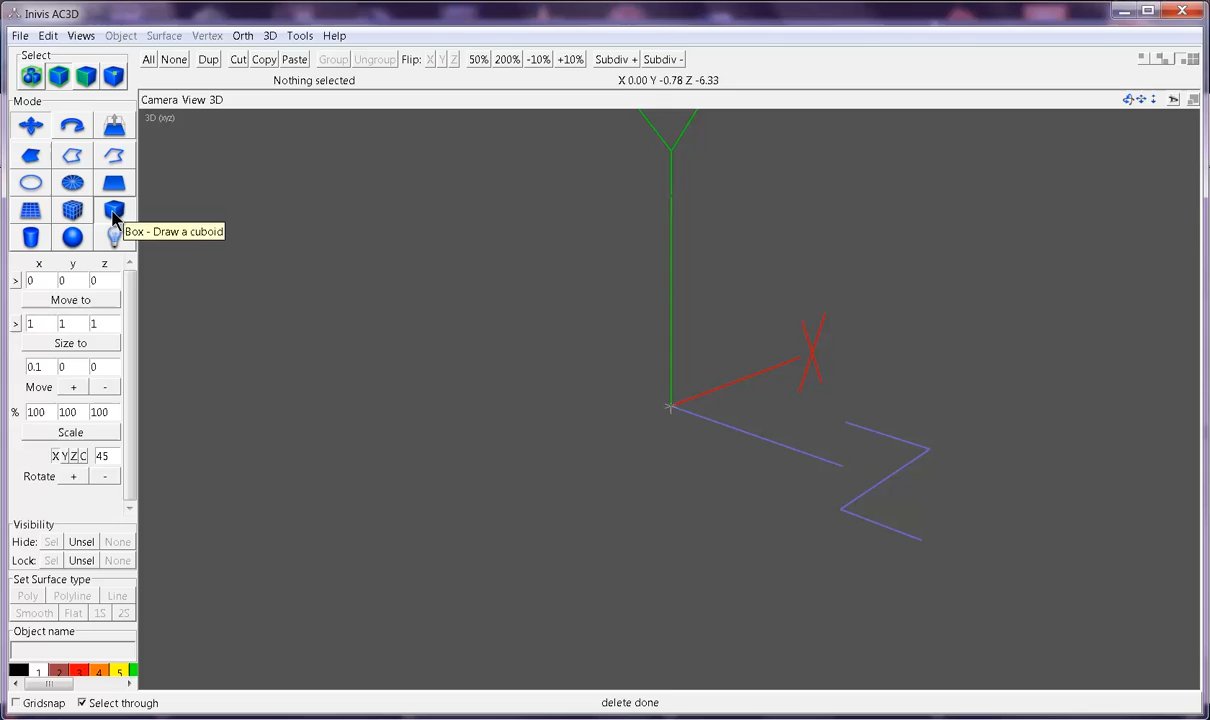 Inivis AC3D
File Edit Views Object Surface Vertex Orth 3D Tools Help
Select
All None Dup Cut Copy Paste Group Ungroup Flip: X Y Z 50% 200% -10% +10% Subdiv + Subdiv -
Nothing selected X 0.00 Y -0.78 Z -6.33
Mode
Camera View 3D
3D (xyz)
Y
X
Z
Box - Draw a cuboid
x y z
> 0 0 0
Move to
> 1 1 1
Size to
0.1 0 0
Move + -
% 100 100 100
Scale
X Y Z C 45
Rotate + -
Visibility
Hide: Sel Unsel None
Lock: Sel Unsel None
Set Surface type
Poly Polyline Line
Smooth Flat 1S 2S
Object name
1 2 3 4 5
Gridsnap Select through delete done